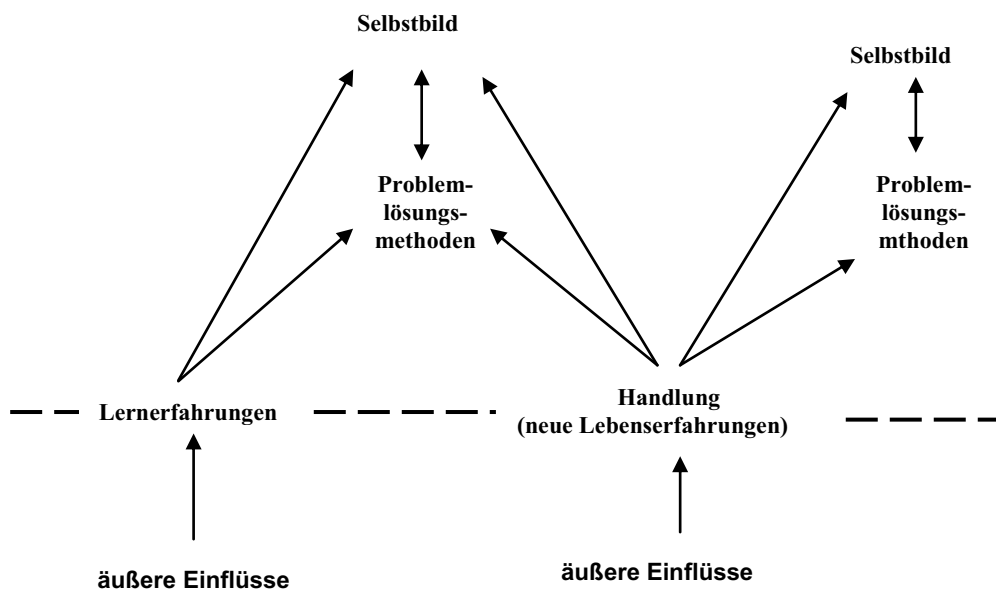 Selbstbild
Problem-
lösungs-
methoden
Selbstbild
Problem-
lösungs-
mthoden
Lernerfahrungen
Handlung
(neue Lebenserfahrungen)
äußere Einflüsse
äußere Einflüsse